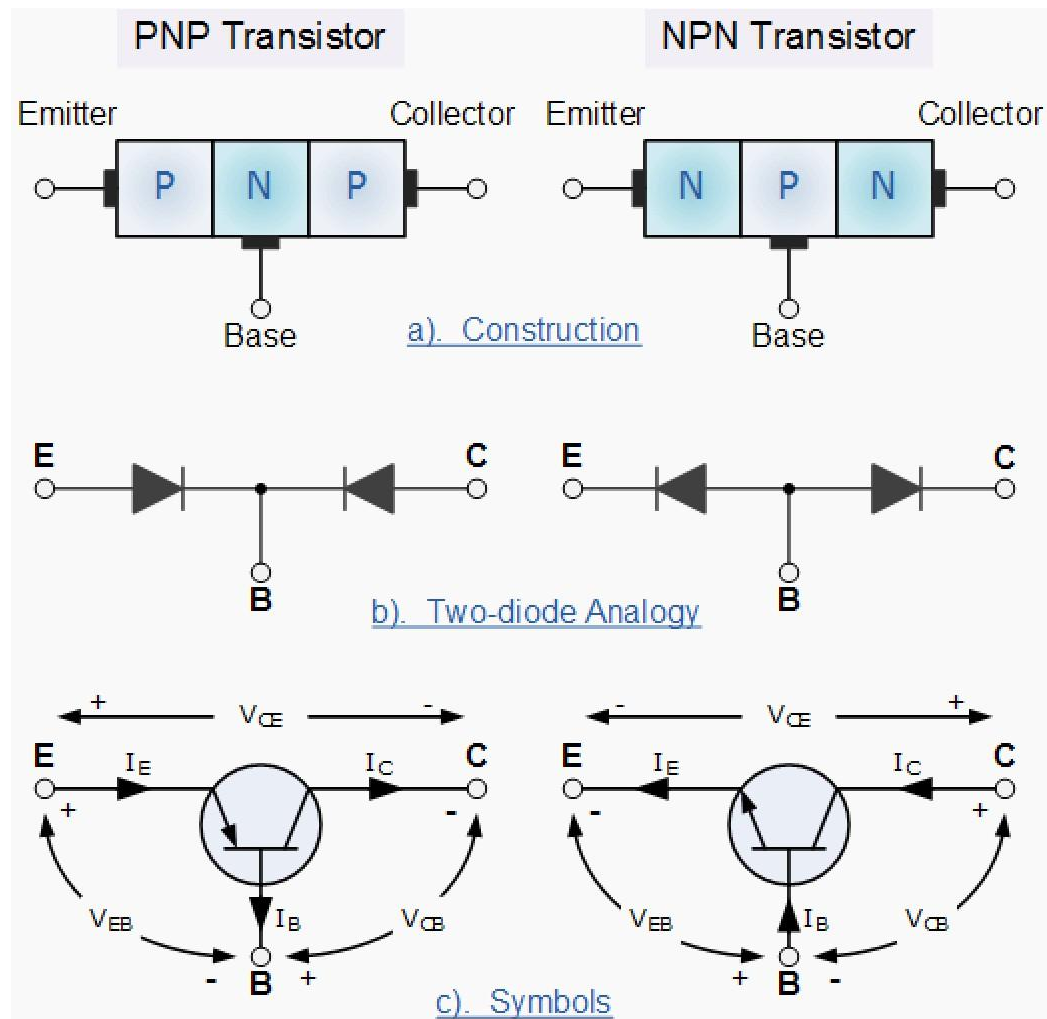 PNP Transistor NPN Transistor
Emitter Collector Emitter Collector
P N P N P N
Base a). Construction Base
E C E C
B B
b). Two-diode Analogy
+ VCE - - VCE +
E IE IC C E IE IC C
+ - - +
VEB IB VCB VEB IB VCB
- B + + B -
c). Symbols